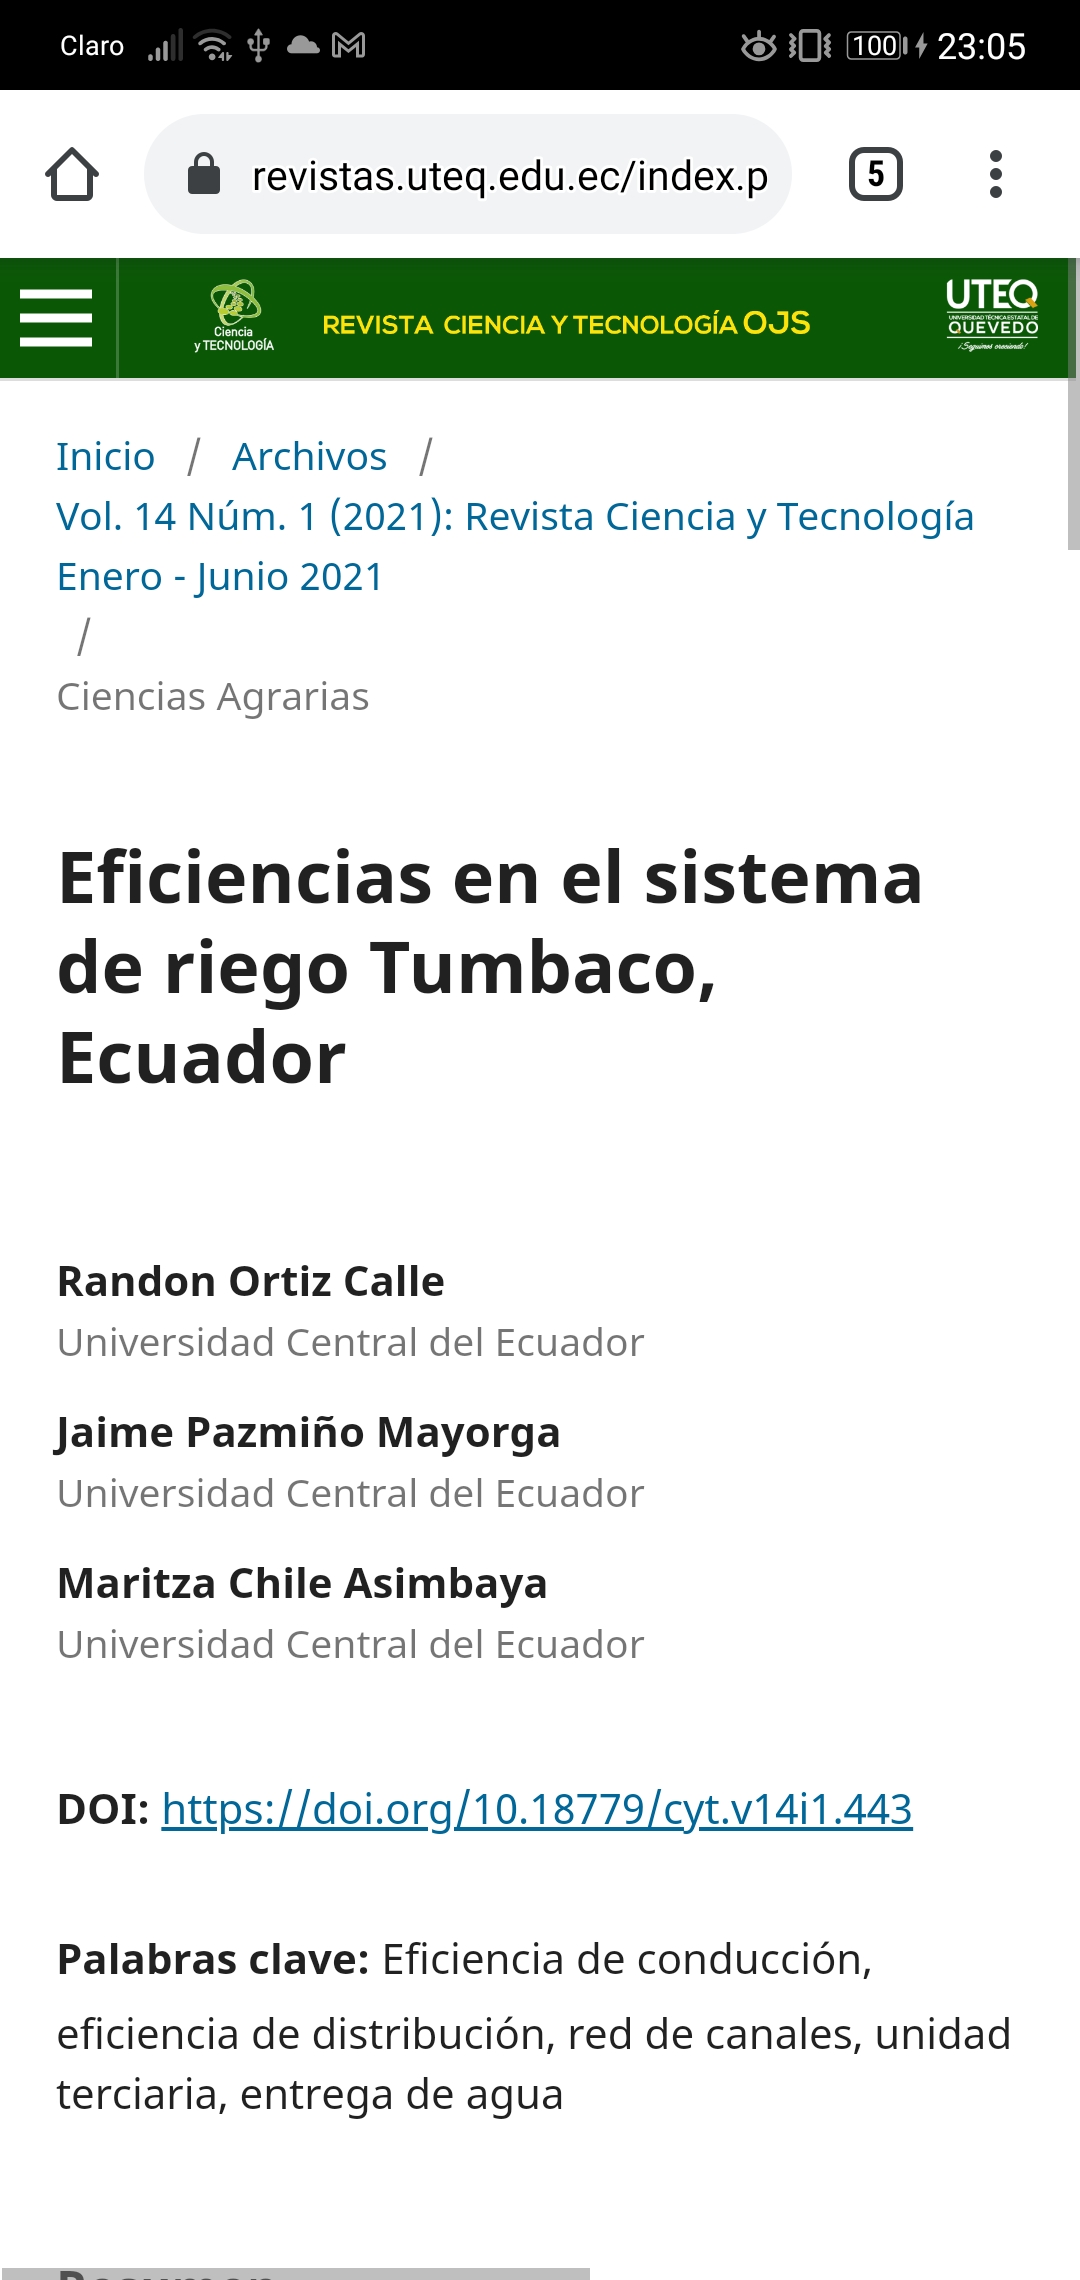 Claro 100 23:05
revistas.uteq.edu.ec/index.p 5
Ciencia
y TECNOLOGÍA
REVISTA CIENCIA Y TECNOLOGÍA OJS
UTEQ
UNIVERSIDAD TÉCNICA ESTATAL DE
QUEVEDO
¡Seguimos creciendo!
Inicio / Archivos /
Vol. 14 Núm. 1 (2021): Revista Ciencia y Tecnología
Enero - Junio 2021
/
Ciencias Agrarias
Eficiencias en el sistema
de riego Tumbaco,
Ecuador
Randon Ortiz Calle
Universidad Central del Ecuador
Jaime Pazmiño Mayorga
Universidad Central del Ecuador
Maritza Chile Asimbaya
Universidad Central del Ecuador
DOI: https://doi.org/10.18779/cyt.v14i1.443
Palabras clave: Eficiencia de conducción,
eficiencia de distribución, red de canales, unidad
terciaria, entrega de agua